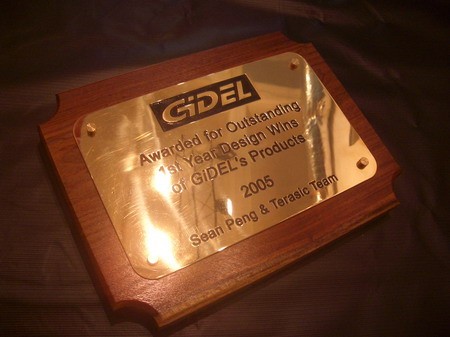 GiDEL
Awarded for Outstanding
1st Year Design Wins
of GiDEL's Products
2005
Sean Peng & Terasic Team